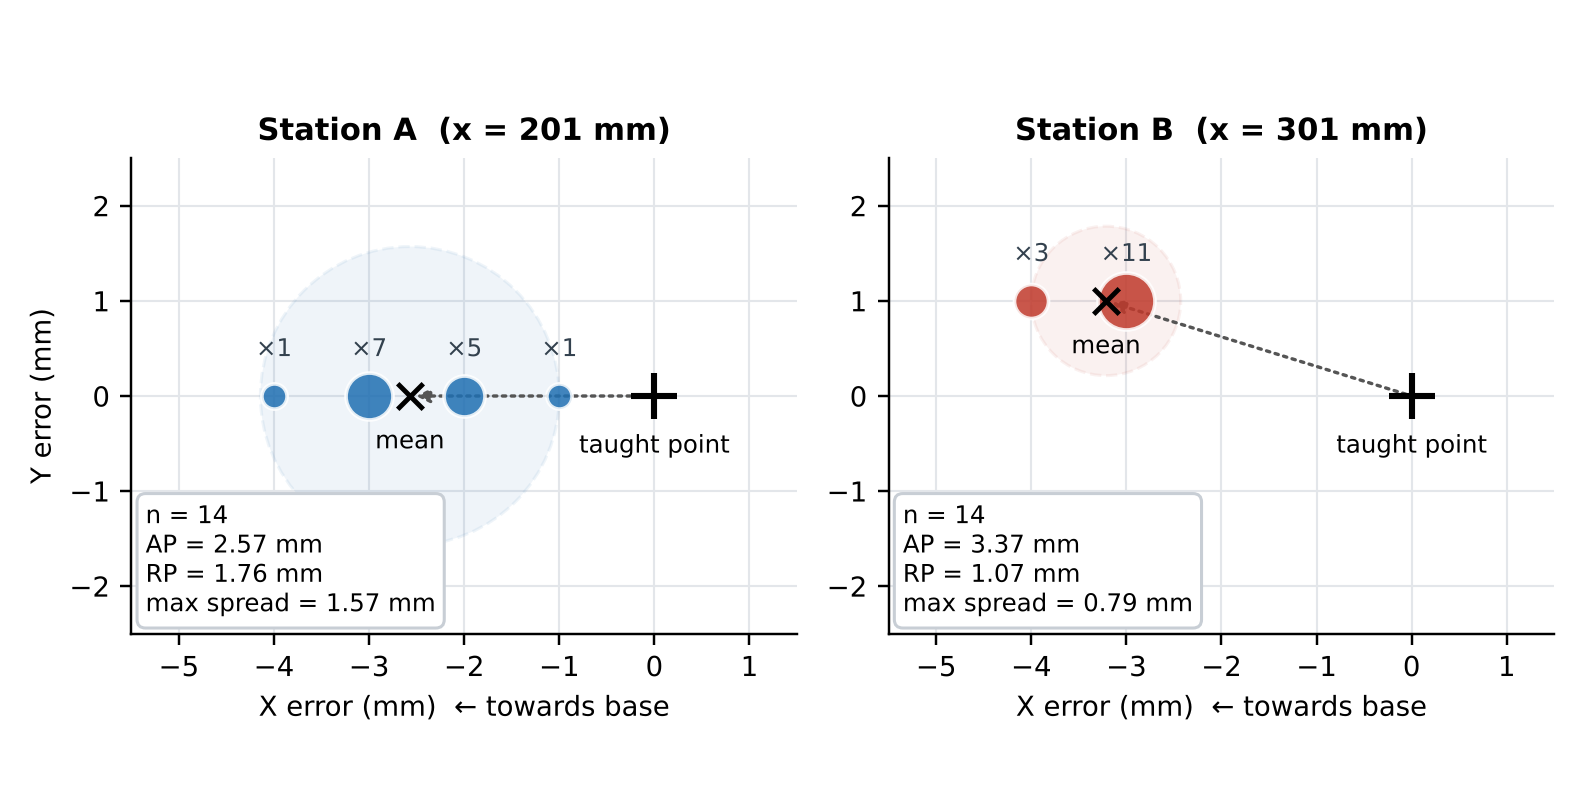 Station A  (x = 201 mm)
Y error (mm)
2
1
0
−1
−2
×1
×7
×5
×1
mean
taught point
n = 14
AP = 2.57 mm
RP = 1.76 mm
max spread = 1.57 mm
−5
−4
−3
−2
−1
0
1
X error (mm)  ← towards base
Station B  (x = 301 mm)
2
1
0
−1
−2
×3
×11
mean
taught point
n = 14
AP = 3.37 mm
RP = 1.07 mm
max spread = 0.79 mm
−5
−4
−3
−2
−1
0
1
X error (mm)  ← towards base